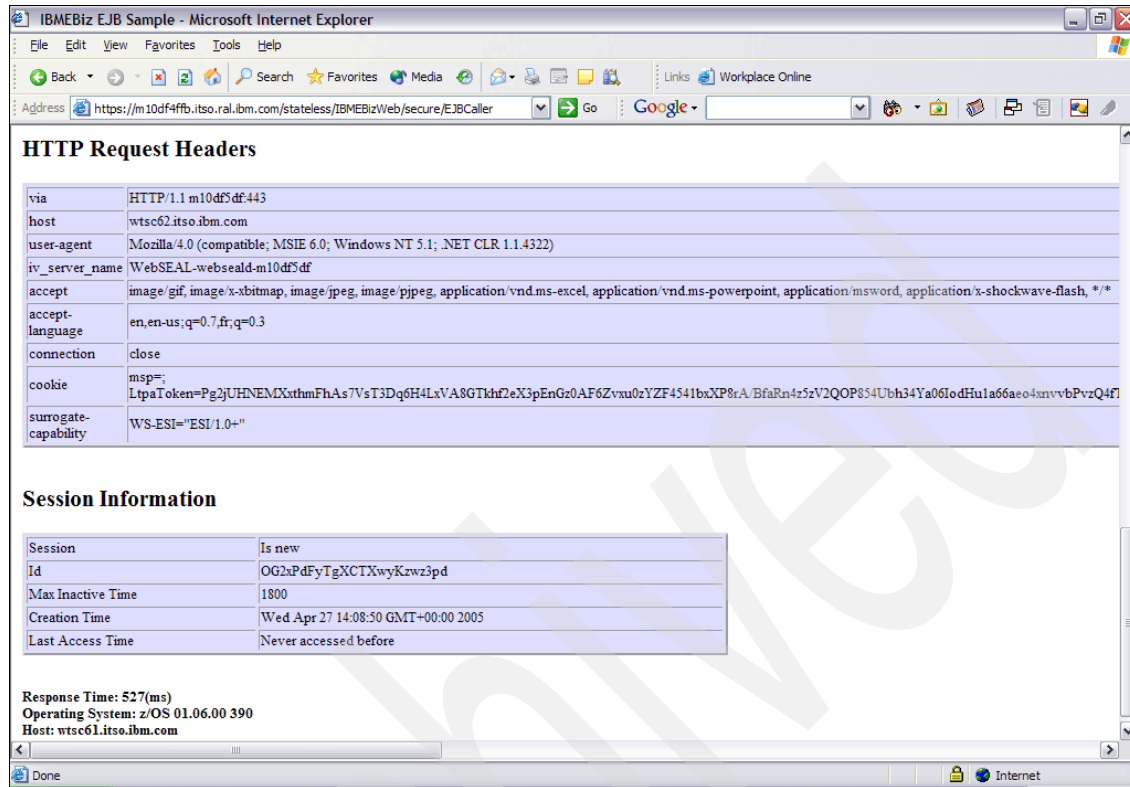 IBMEBiz EJB Sample - Microsoft Internet Explorer
File Edit View Favorites Tools Help
Back Search Favorites Media Links Workplace Online
Address https://m10df4ffb.itso.ral.ibm.com/stateless/IBMEBizWeb/secure/EJBCaller Go Google
HTTP Request Headers
via HTTP/1.1 m10df5df:443
host wtsc62.itso.ibm.com
user-agent Mozilla/4.0 (compatible; MSIE 6.0; Windows NT 5.1; .NET CLR 1.1.4322)
iv_server_name WebSEAL-webseald-m10df5df
accept image/gif, image/x-xbitmap, image/jpeg, image/pjpeg, application/vnd.ms-excel, application/vnd.ms-powerpoint, application/msword, application/x-shockwave-flash, */*
accept-
language en,en-us;q=0.7,fr;q=0.3
connection close
cookie msp=;
LtpaToken=Pg2jUHNEMXxthmFhAs7VsT3Dq6H4LxVA8GTkhf2eX3pEnGz0AF6Zvxu0zYZF4541bxXP8rA/BfaRn4z5zV2QOP854Ubh34Ya06IodHu1a66aeo4xnvvbPvzQ4fT
surrogate-
capability WS-ESI="ESI/1.0+"
Session Information
Session Is new
Id OG2xPdFyTgXCTXwyKzwz3pd
Max Inactive Time 1800
Creation Time Wed Apr 27 14:08:50 GMT+00:00 2005
Last Access Time Never accessed before
Response Time: 527(ms)
Operating System: z/OS 01.06.00 390
Host: wtsc61.itso.ibm.com
Done Internet